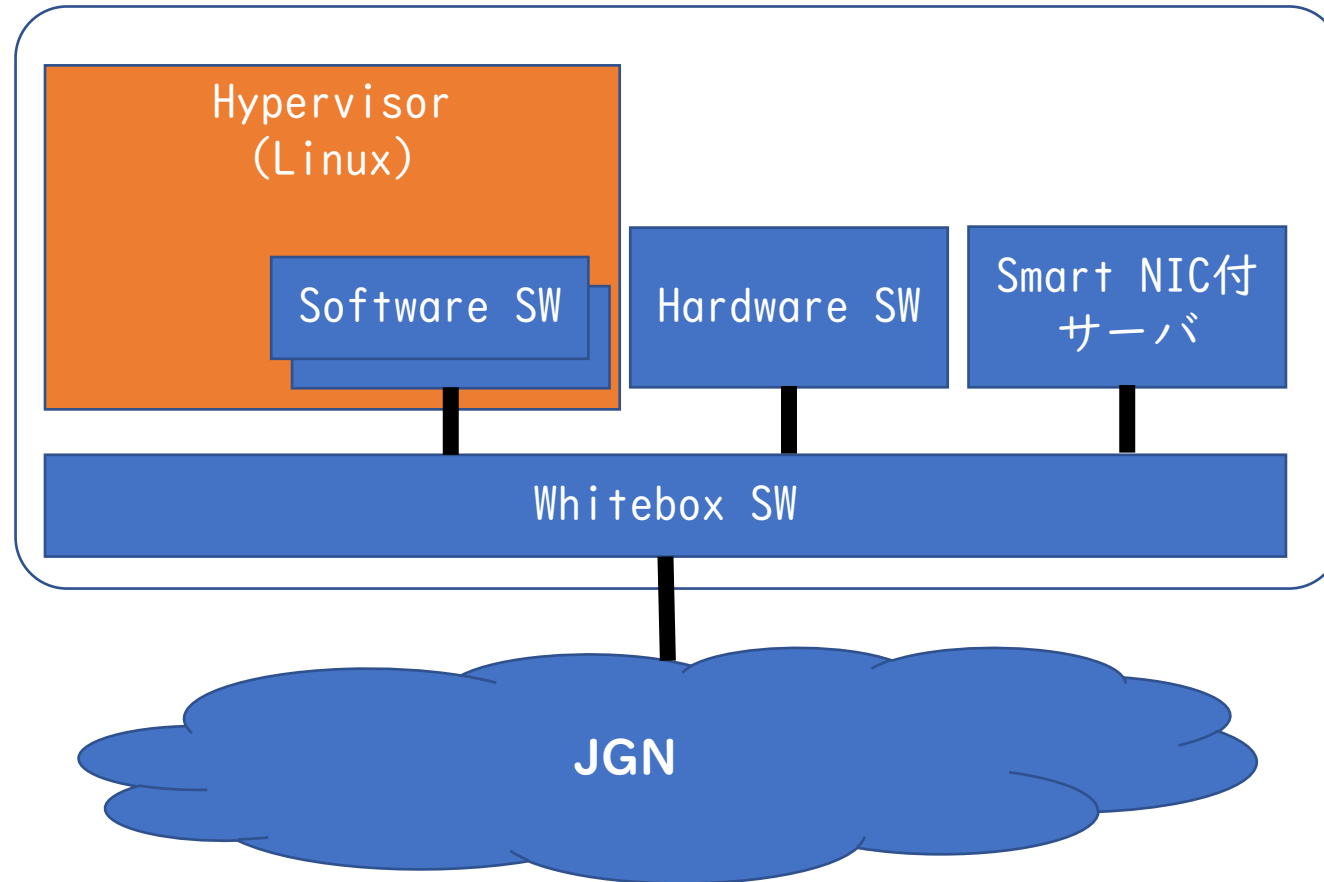 Hypervisor
(Linux)
Software SW
Hardware SW
Smart NIC付
サーバ
Whitebox SW
JGN